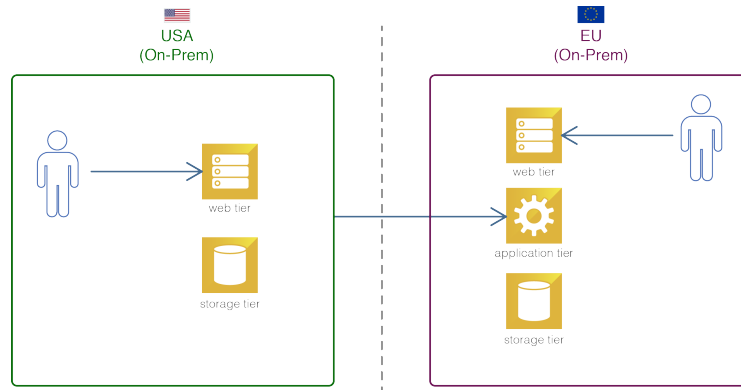 USA
(On-Prem)
EU
(On-Prem)
web tier
storage tier
web tier
application tier
storage tier